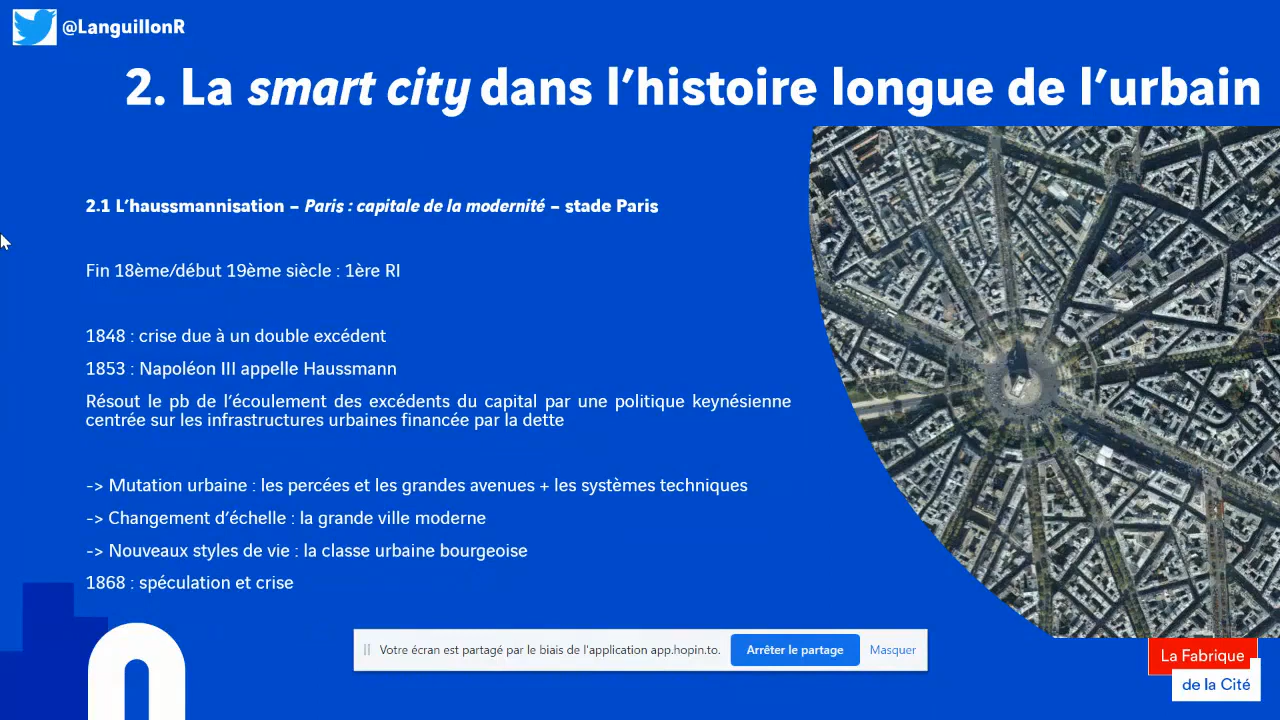 @LanguillonR
2. La smart city dans l'histoire longue de l'urbain
2.1 L'haussmannisation – Paris : capitale de la modernité – stade Paris
Fin 18ème/début 19ème siècle : 1ère RI
1848 : crise due à un double excédent
1853 : Napoléon III appelle Haussmann
Résout le pb de l'écoulement des excédents du capital par une politique keynésienne
centrée sur les infrastructures urbaines financée par la dette
-> Mutation urbaine : les percées et les grandes avenues + les systèmes techniques
-> Changement d'échelle : la grande ville moderne
-> Nouveaux styles de vie : la classe urbaine bourgeoise
1868 : spéculation et crise
Votre écran est partagé par le biais de l'application app.hopin.to. Arrêter le partage Masquer
La Fabrique
de la Cité